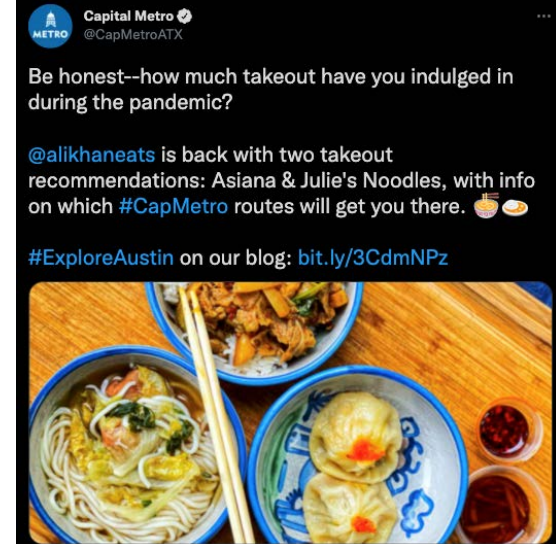 METRO
Capital Metro
@CapMetroATX
Be honest--how much takeout have you indulged in
during the pandemic?
@alikhaneats is back with two takeout
recommendations: Asiana & Julie's Noodles, with info
on which #CapMetro routes will get you there. 🍜🍛
#ExploreAustin on our blog: bit.ly/3CdmNPz